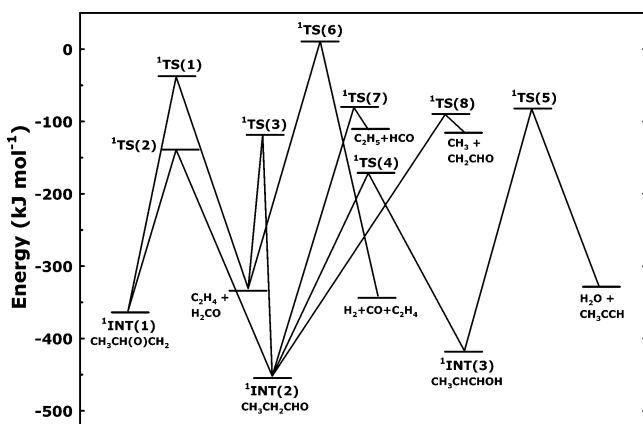 ¹TS(6)
0
¹TS(1)
¹TS(7)
¹TS(8)
¹TS(5)
-100
¹TS(3)
C₂H₅+HCO
CH₃ +
CH₂CHO
¹TS(2)
¹TS(4)
-200
Energy (kJ mol⁻¹)
-300
C₂H₄ +
H₂CO
H₂+CO+C₂H₄
H₂O +
CH₃CCH
¹INT(1)
CH₃CH(O)CH₂
¹INT(3)
CH₃CHCHOH
-400
¹INT(2)
CH₃CH₂CHO
-500